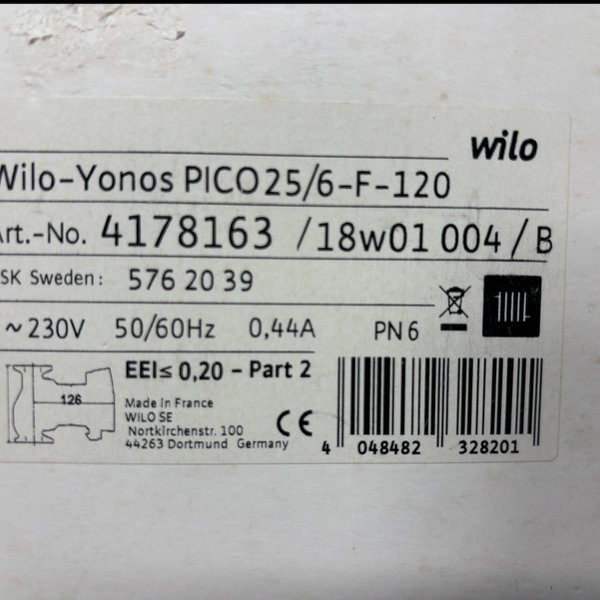 wilo
Wilo-Yonos PICO 25/6-F-120
Art.-No. 4178163 /18w01 004/B
SK Sweden: 576 20 39
~230V 50/60Hz 0,44A PN 6
EEI≤ 0,20 - Part 2
126
Made in France
WILO SE
Nortkirchenstr. 100
44263 Dortmund Germany
CE
4 048482 328201